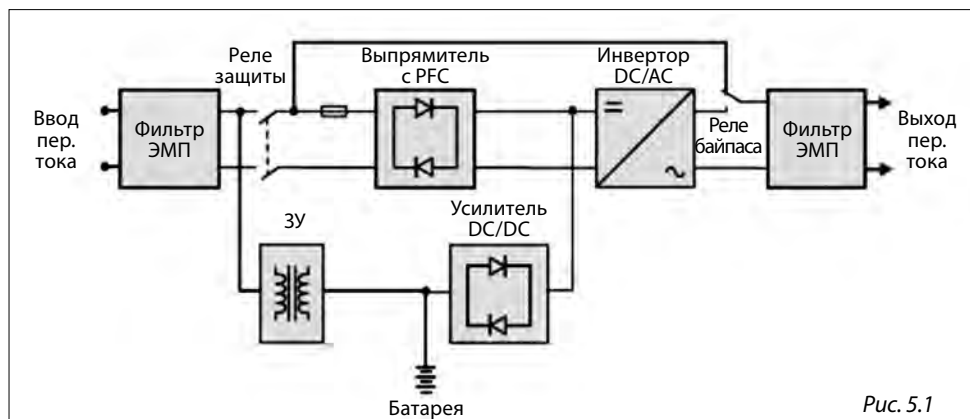 Реле
защиты
Выпрямитель
с PFC
Инвертор
DC/AC
Ввод
пер.
тока
Фильтр
ЭМП
Реле
байпаса
Фильтр
ЭМП
Выход
пер.
тока
ЗУ
Усилитель
DC/DC
Батарея
Рис. 5.1